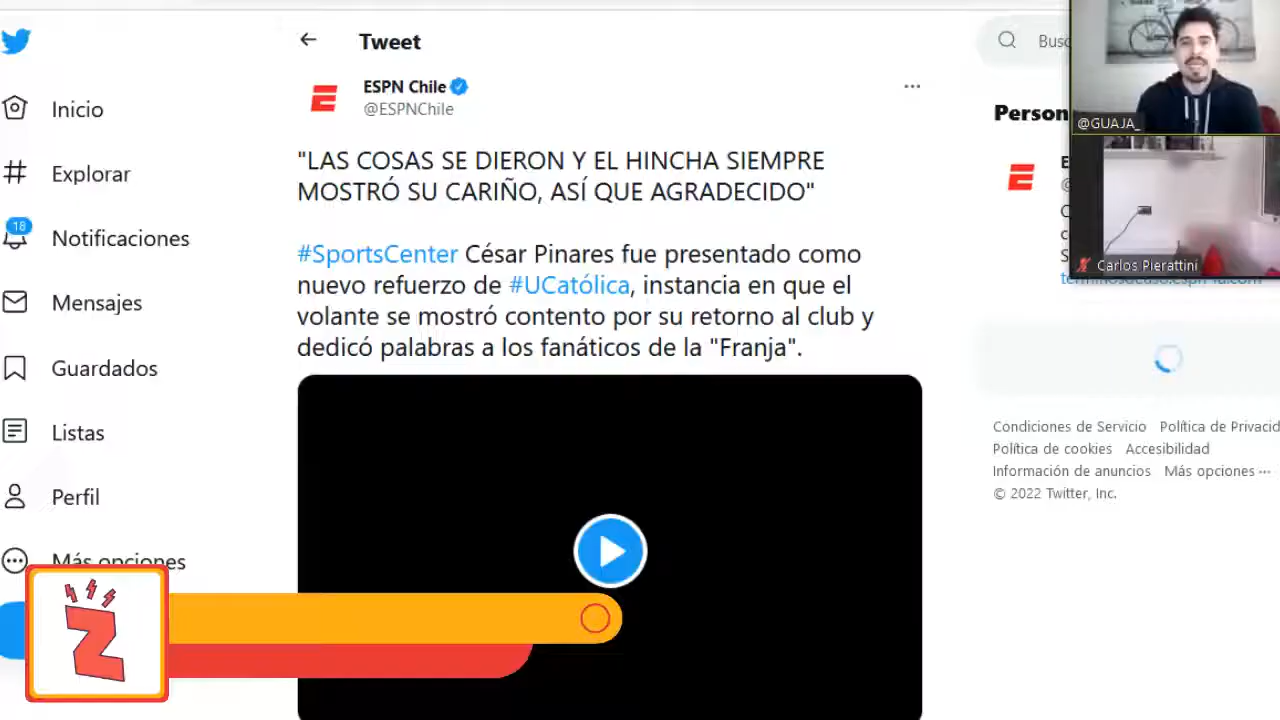 Tweet
Busc
ESPN Chile
@ESPNChile
Inicio
Explorar
18
Notificaciones
Mensajes
Guardados
Listas
Perfil
Más opciones
"LAS COSAS SE DIERON Y EL HINCHA SIEMPRE
MOSTRÓ SU CARIÑO, ASÍ QUE AGRADECIDO"
#SportsCenter César Pinares fue presentado como
nuevo refuerzo de #UCatólica, instancia en que el
volante se mostró contento por su retorno al club y
dedicó palabras a los fanáticos de la "Franja".
Person
@GUAJA_
Carlos Pierattini
Condiciones de Servicio Política de Privacid
Política de cookies Accesibilidad
Información de anuncios Más opciones ···
© 2022 Twitter, Inc.
Z